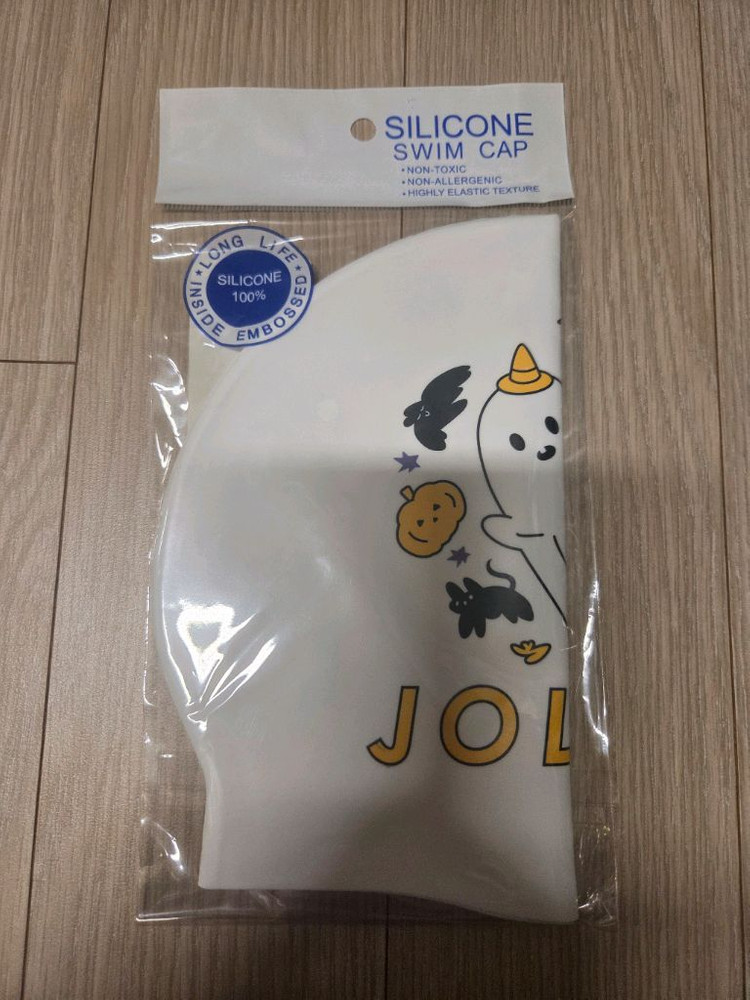 SILICONE
SWIM CAP
•NON-TOXIC
•NON-ALLERGENIC
•HIGHLY ELASTIC TEXTURE
★LONG LiFE★
SILICONE
100%
INSIDE EMBOSSED
JOL